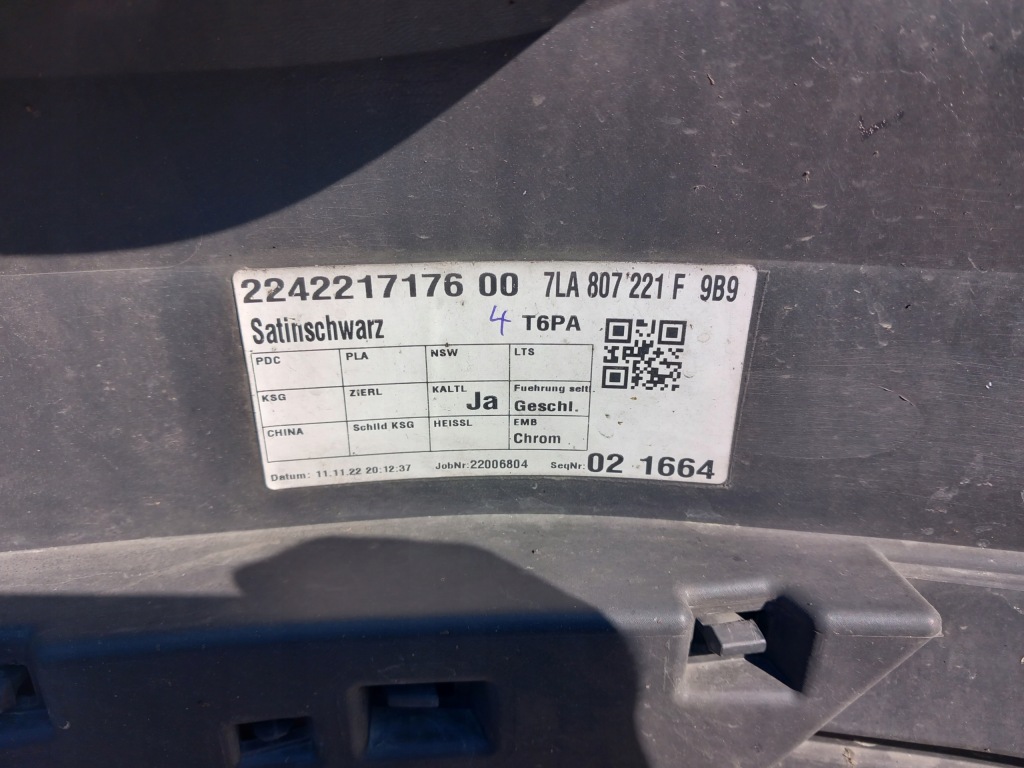 2242217176 00 7LA 807 221 F 9B9
Satinschwarz 4 T6PA
PDC PLA NSW LTS
KSG ZIERL KALTL Ja Fuehrung seitl. Geschl.
CHINA Schild KSG HEISSL EMB Chrom
Datum: 11.11.22 20:12:37 JobNr:22006804 SeqNr: 02 1664